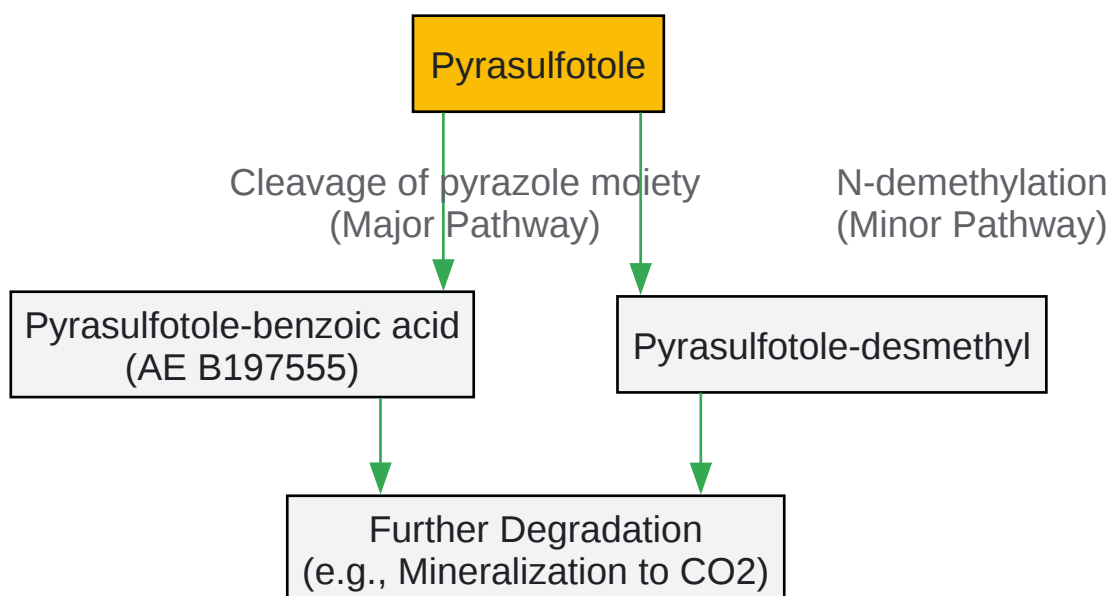 Pyrasulfotole
Cleavage of pyrazole moiety
(Major Pathway)
N-demethylation
(Minor Pathway)
Pyrasulfotole-benzoic acid
(AE B197555)
Pyrasulfotole-desmethyl
Further Degradation
(e.g., Mineralization to CO2)